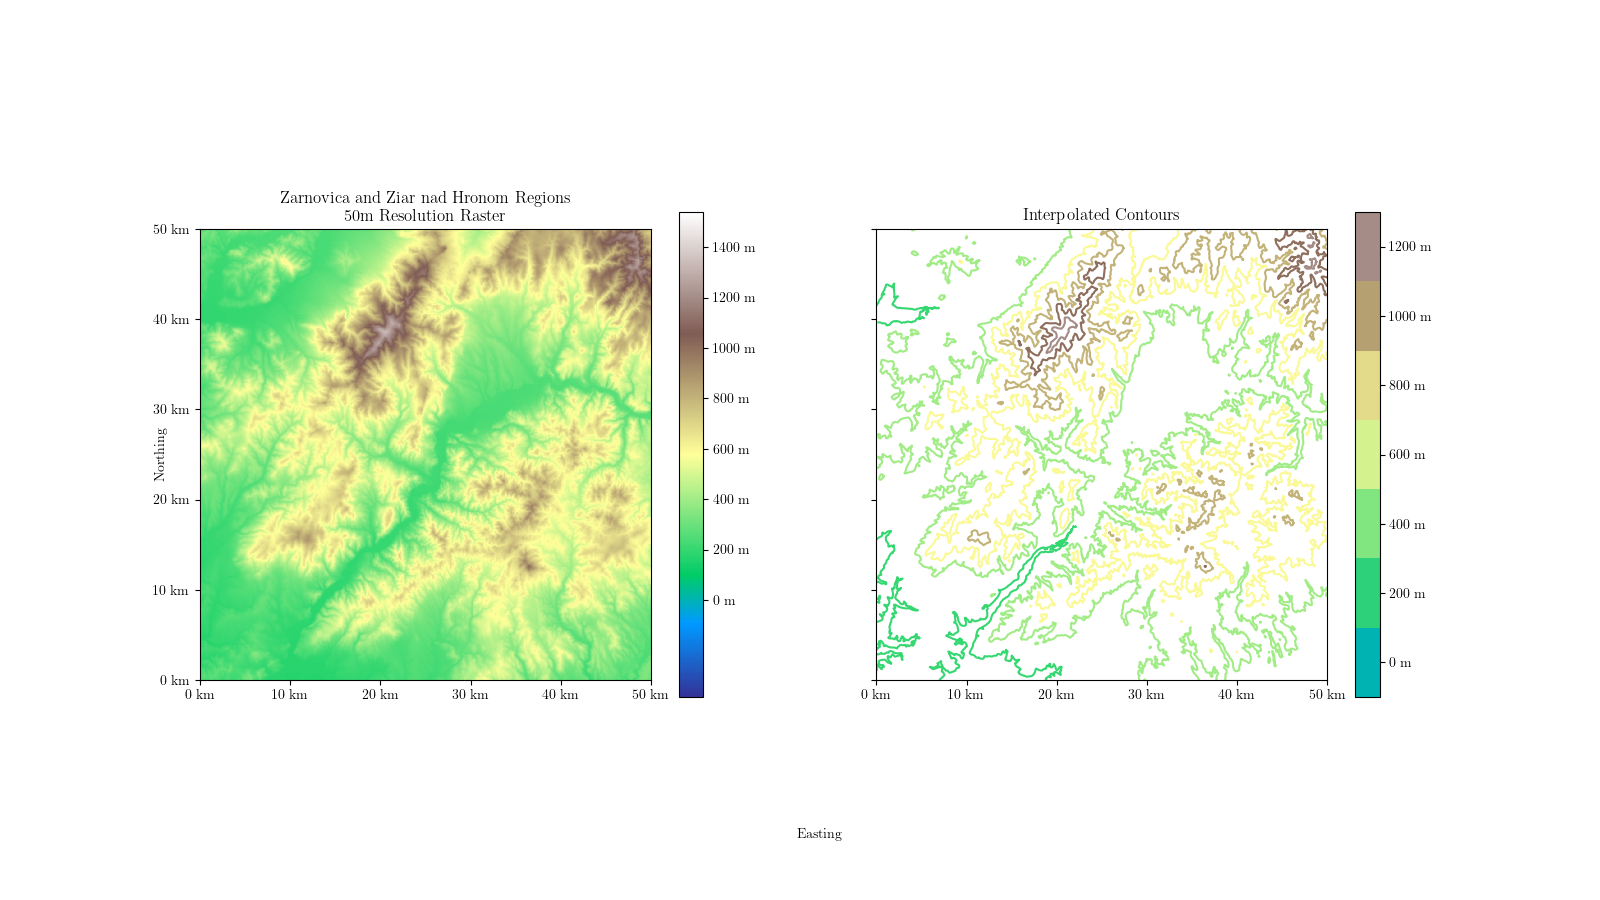 Zarnovica and Ziar nad Hronom Regions
50m Resolution Raster
50 km
40 km
30 km
20 km
10 km
0 km
Northing
0 km 10 km 20 km 30 km 40 km 50 km
1400 m
1200 m
1000 m
800 m
600 m
400 m
200 m
0 m
Interpolated Contours
0 km 10 km 20 km 30 km 40 km 50 km
1200 m
1000 m
800 m
600 m
400 m
200 m
0 m
Easting